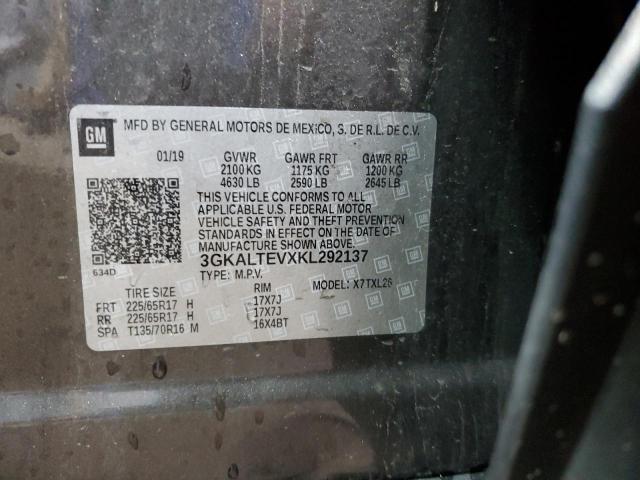 GM MFD BY GENERAL MOTORS DE MEXICO, S. DE R.L. DE C.V.
01/19 GVWR GAWR FRT GAWR RR
2100 KG 1175 KG 1200 KG
4630 LB 2590 LB 2645 LB
THIS VEHICLE CONFORMS TO ALL
APPLICABLE U.S. FEDERAL MOTOR
VEHICLE SAFETY AND THEFT PREVENTION
STANDARDS IN EFFECT ON THE DATE OF
MANUFACTURE SHOWN ABOVE.
634D 3GKALTEVXKL292137
TYPE: M.P.V. MODEL: X7TXL26
TIRE SIZE RIM
FRT 225/65R17 H 17X7J
RR 225/65R17 H 17X7J
SPA T135/70R16 M 16X4BT